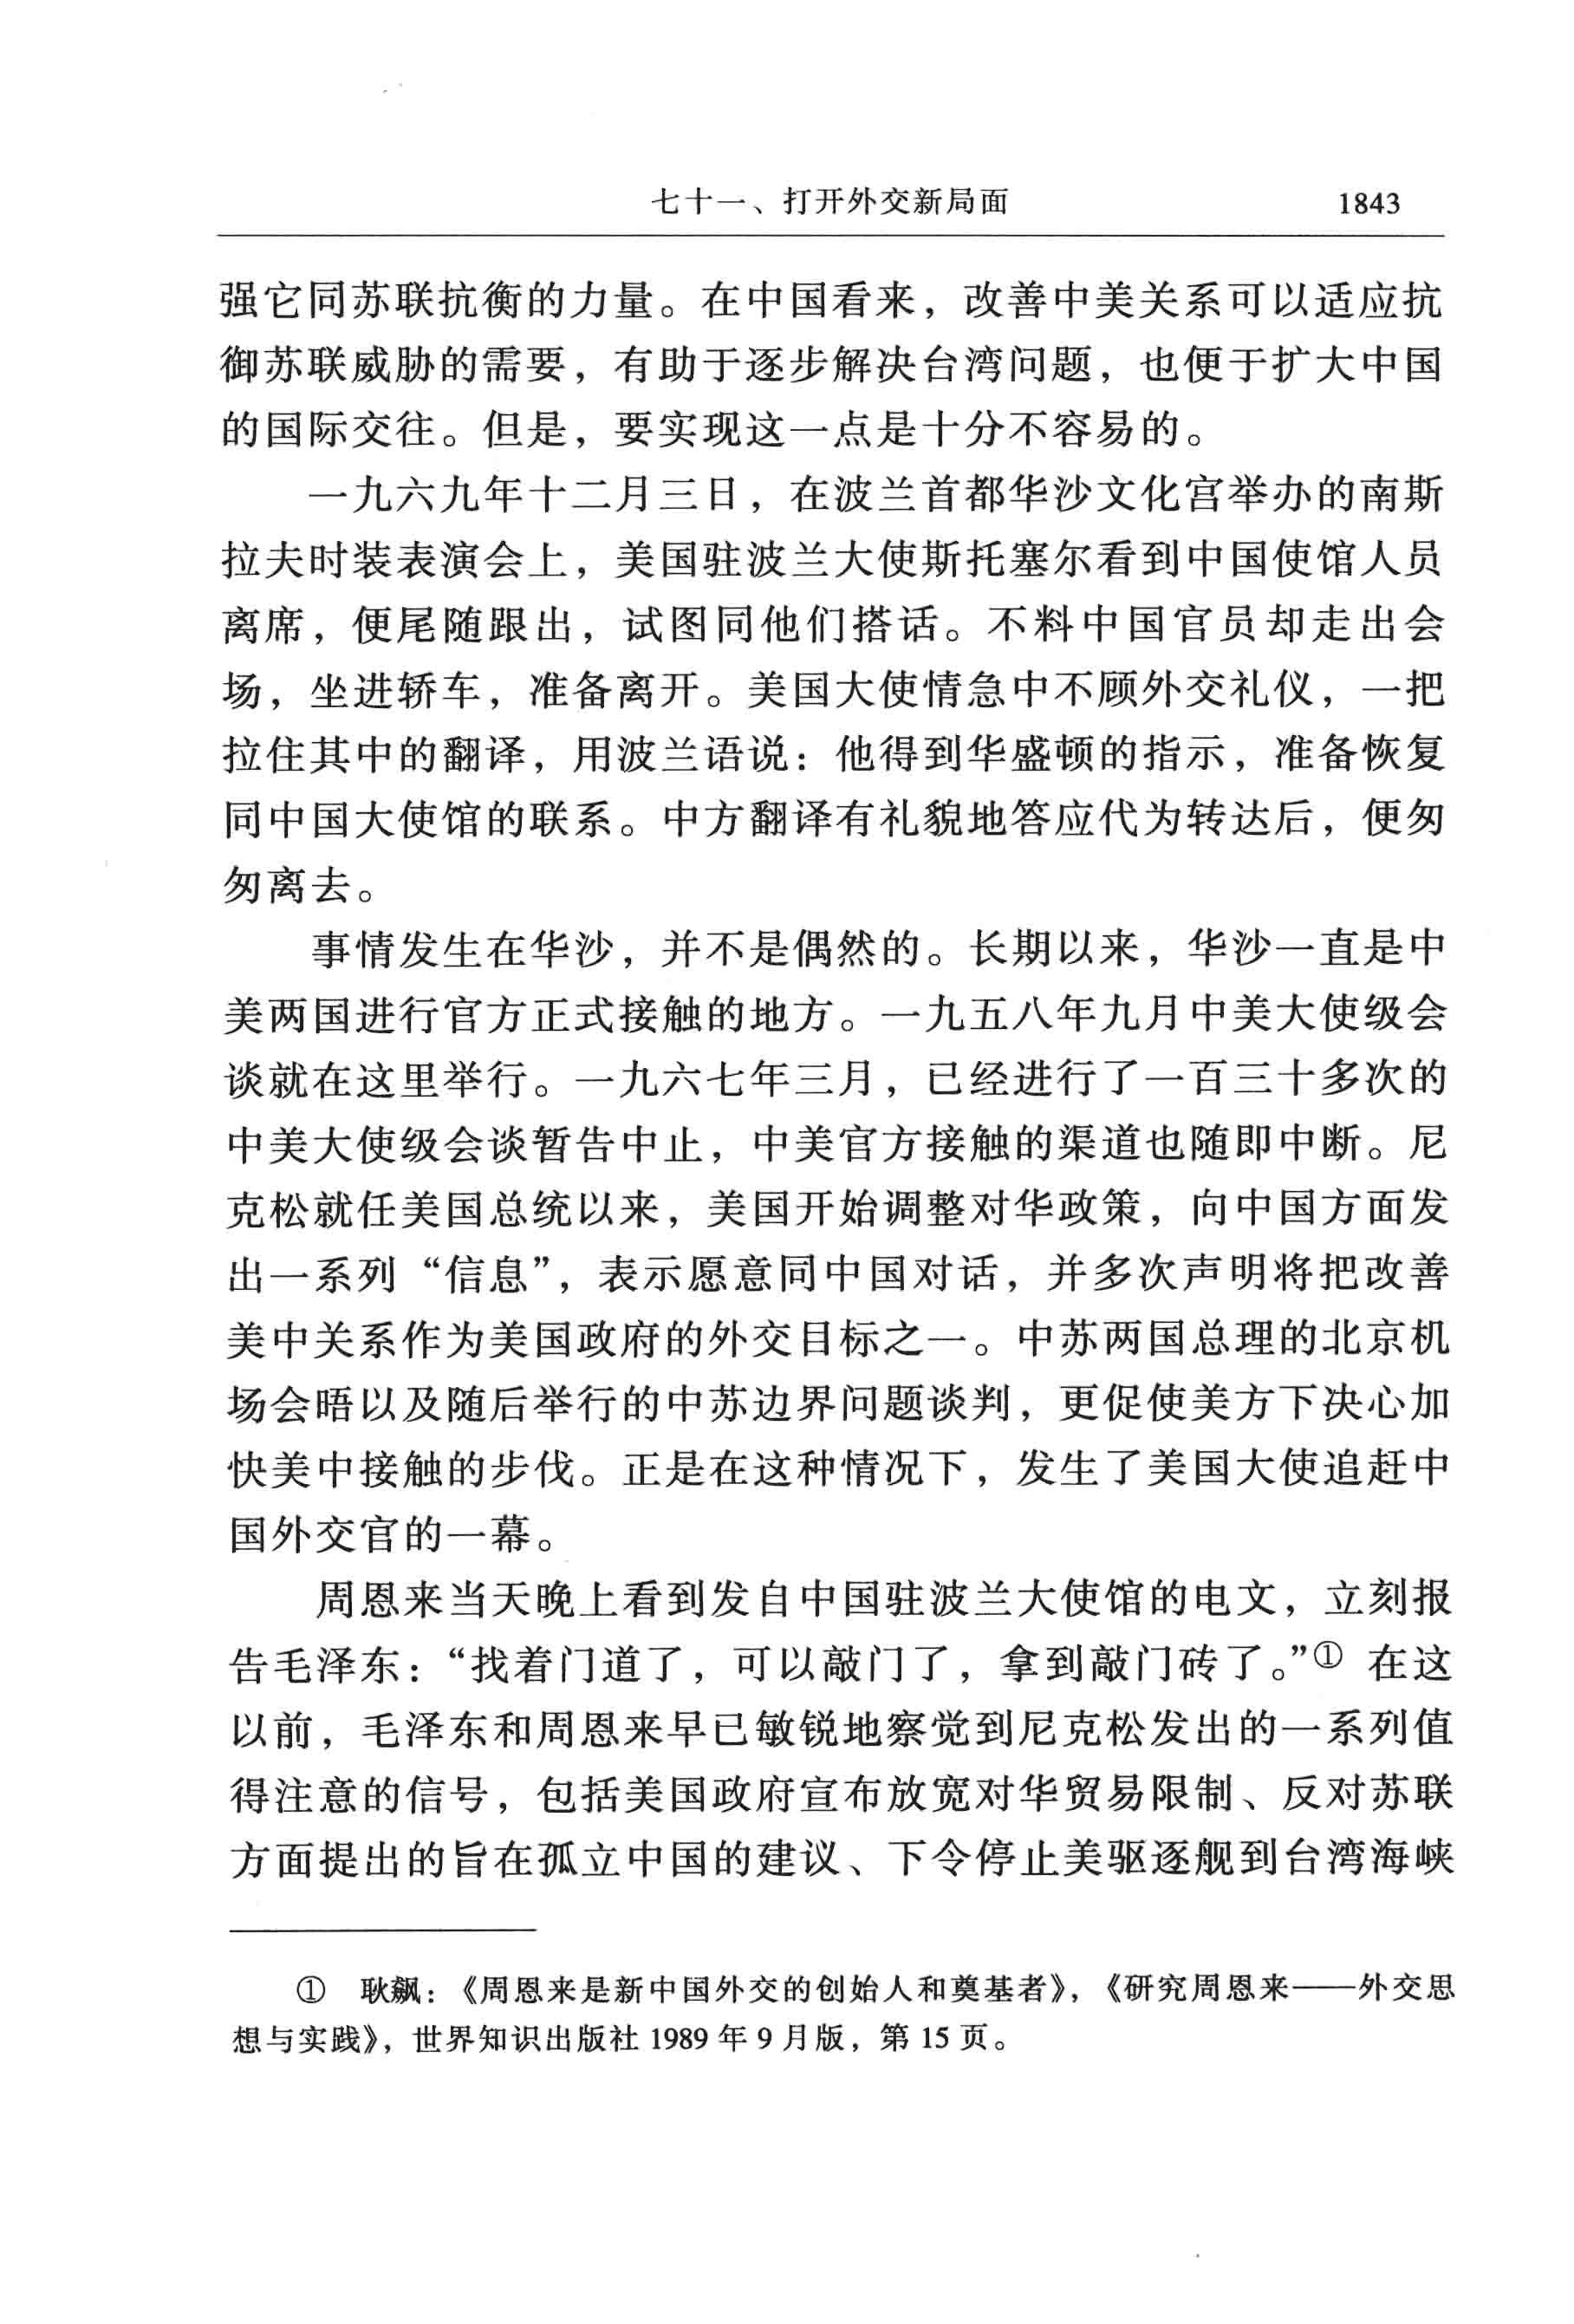 七十一、打开外交新局面 1843
强它同苏联抗衡的力量。在中国看来，改善中美关系可以适应抗
御苏联威胁的需要，有助于逐步解决台湾问题，也便于扩大中国
的国际交往。但是，要实现这一点是十分不容易的。
一九六九年十二月三日，在波兰首都华沙文化宫举办的南斯
拉夫时装表演会上，美国驻波兰大使斯托塞尔看到中国使馆人员
离席，便尾随跟出，试图同他们搭话。不料中国官员却走出会
场，坐进轿车，准备离开。美国大使情急中不顾外交礼仪，一把
拉住其中的翻译，用波兰语说：他得到华盛顿的指示，准备恢复
同中国大使馆的联系。中方翻译有礼貌地答应代为转达后，便匆
匆离去。
事情发生在华沙，并不是偶然的。长期以来，华沙一直是中
美两国进行官方正式接触的地方。一九五八年九月中美大使级会
谈就在这里举行。一九六七年三月，已经进行了一百三十多次的
中美大使级会谈暂告中止，中美官方接触的渠道也随即中断。尼
克松就任美国总统以来，美国开始调整对华政策，向中国方面发
出一系列“信息”，表示愿意同中国对话，并多次声明将把改善
美中关系作为美国政府的外交目标之一。中苏两国总理的北京机
场会晤以及随后举行的中苏边界问题谈判，更促使美方下决心加
快美中接触的步伐。正是在这种情况下，发生了美国大使追赶中
国外交官的一幕。
周恩来当天晚上看到发自中国驻波兰大使馆的电文，立刻报
告毛泽东：“找着门道了，可以敲门了，拿到敲门砖了。”① 在这
以前，毛泽东和周恩来早已敏锐地察觉到尼克松发出的一系列值
得注意的信号，包括美国政府宣布放宽对华贸易限制、反对苏联
方面提出的旨在孤立中国的建议、下令停止美驱逐舰到台湾海峡
① 耿飙：《周恩来是新中国外交的创始人和奠基者》，《研究周恩来——外交思
想与实践》，世界知识出版社 1989 年 9 月版，第 15 页。